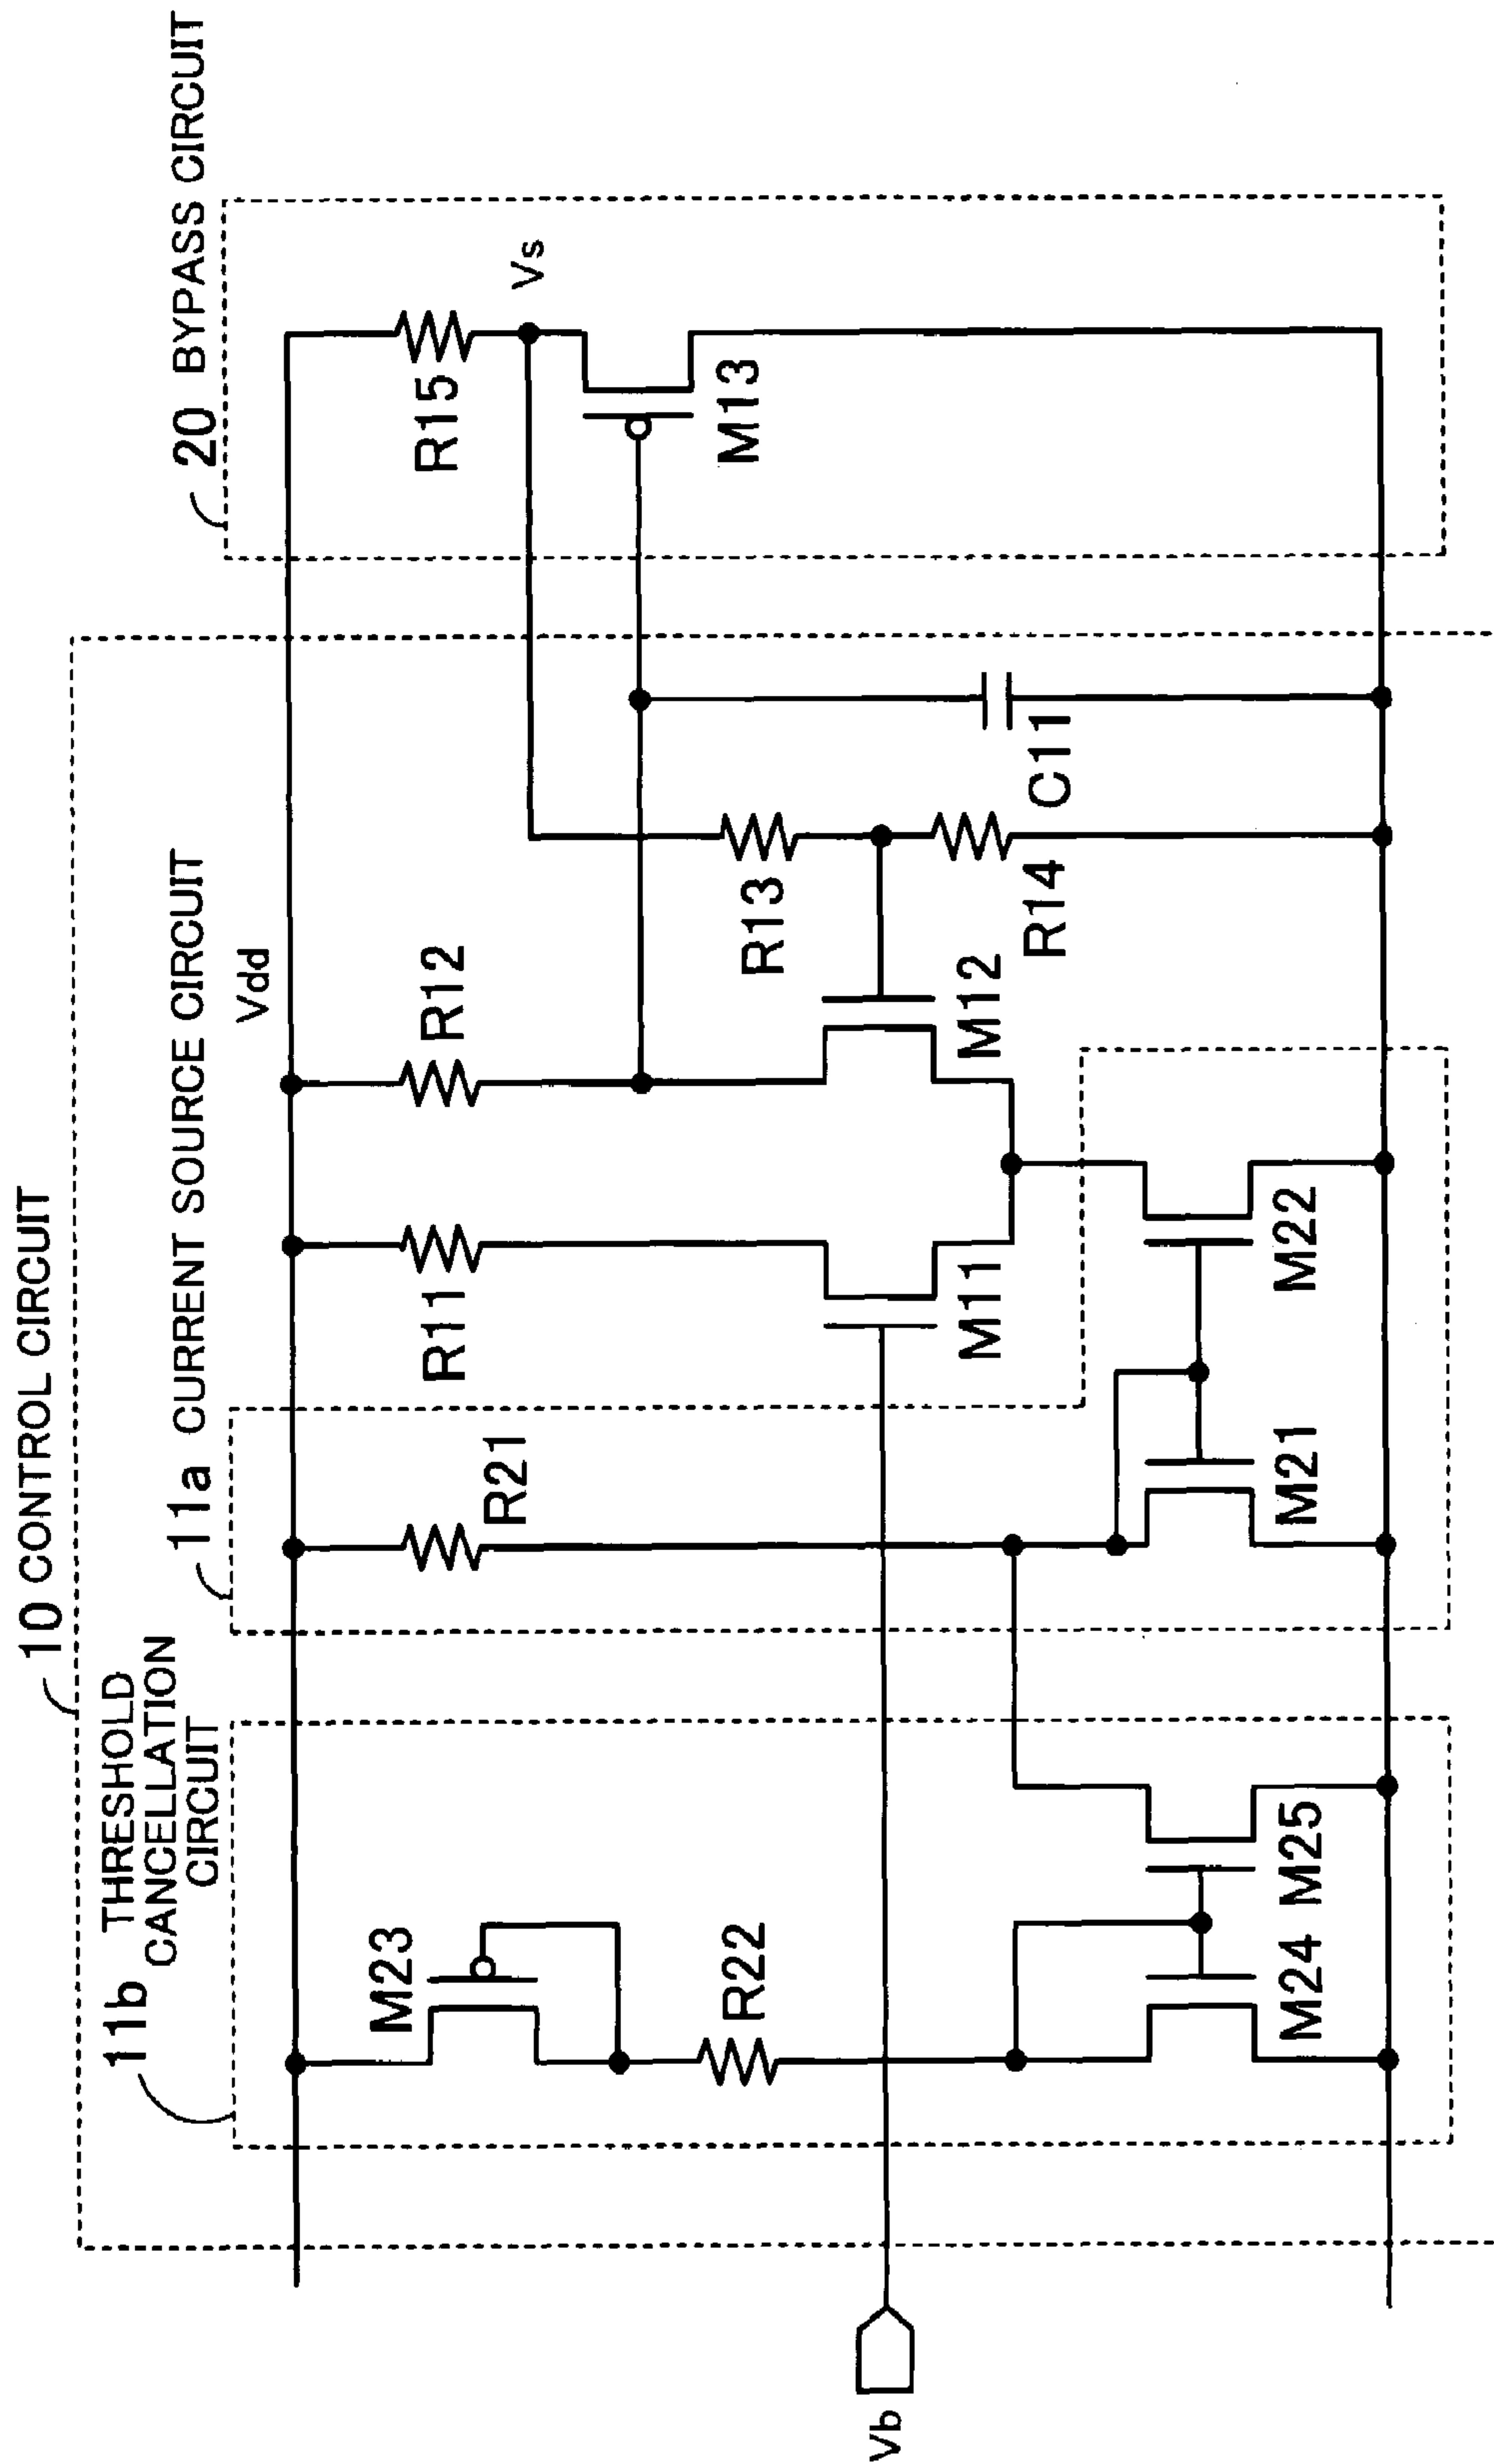 10 CONTROL CIRCUIT
11b THRESHOLD
CANCELLATION
CIRCUIT
11a CURRENT SOURCE CIRCUIT
20 BYPASS CIRCUIT
Vdd
M23
R22
M24
M25
R21
M21
M22
R11
R12
M11
M12
R13
R14
C11
R15
Vs
M13
Vb